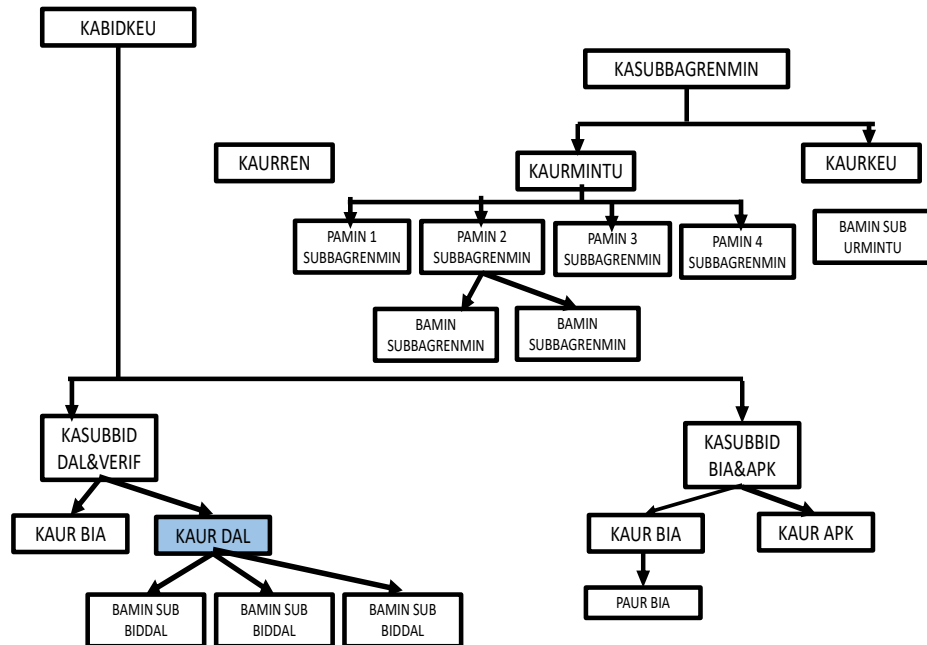 KABIDKEU
KASUBBAGRENMIN
KAURREN
KAURMINTU
KAURKEU
PAMIN 1
SUBBAGRENMIN
PAMIN 2
SUBBAGRENMIN
PAMIN 3
SUBBAGRENMIN
PAMIN 4
SUBBAGRENMIN
BAMIN SUB
URMINTU
BAMIN
SUBBAGRENMIN
BAMIN
SUBBAGRENMIN
KASUBBID
DAL&VERIF
KASUBBID
BIA&APK
KAUR BIA
KAUR DAL
KAUR BIA
KAUR APK
BAMIN SUB
BIDDAL
BAMIN SUB
BIDDAL
BAMIN SUB
BIDDAL
PAUR BIA